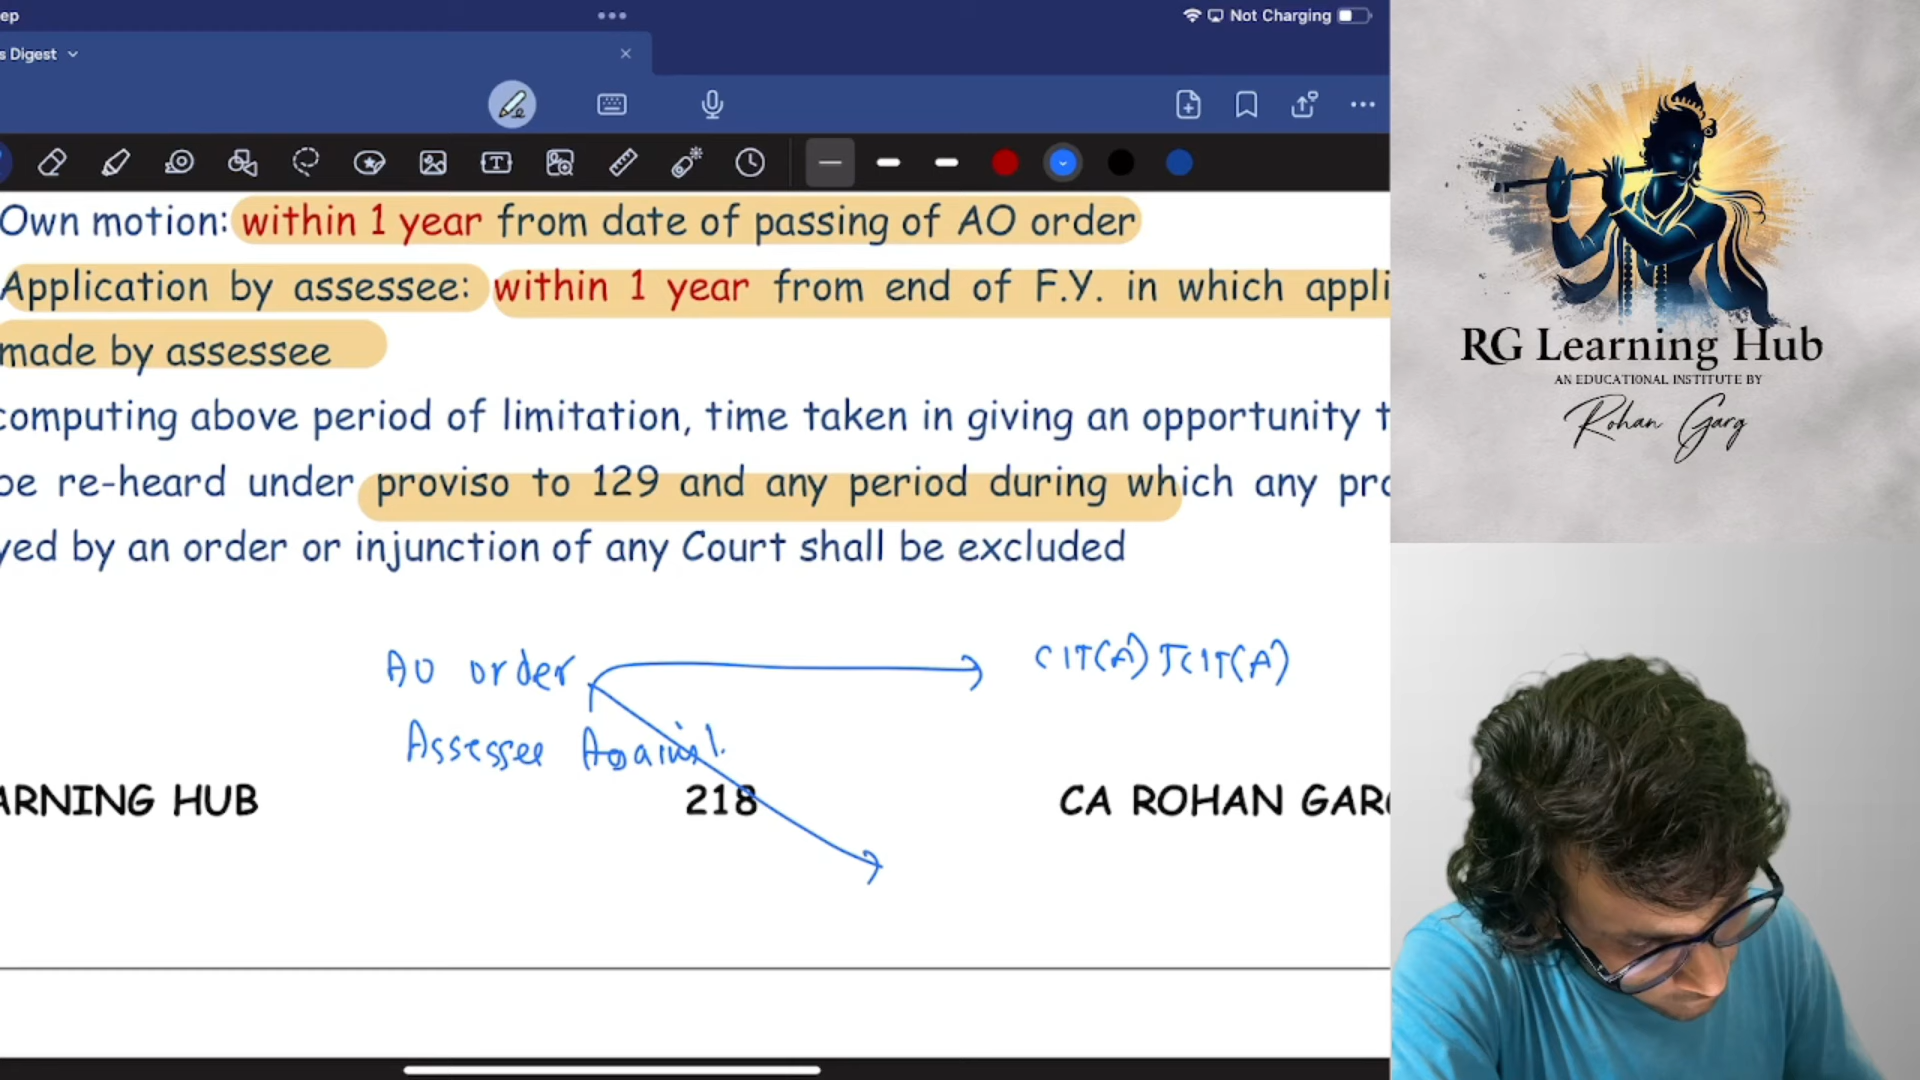 ep
Not Charging
s Digest
Own motion: within 1 year from date of passing of AO order
Application by assessee: within 1 year from end of F.Y. in which appli
made by assessee
computing above period of limitation, time taken in giving an opportunity t
be re-heard under proviso to 129 and any period during which any pro
yed by an order or injunction of any Court shall be excluded
AO order
CIT(A) JCIT(A)
Assessee Against
ARNING HUB 218 CA ROHAN GARG
RG Learning Hub
AN EDUCATIONAL INSTITUTE BY
Rohan Garg